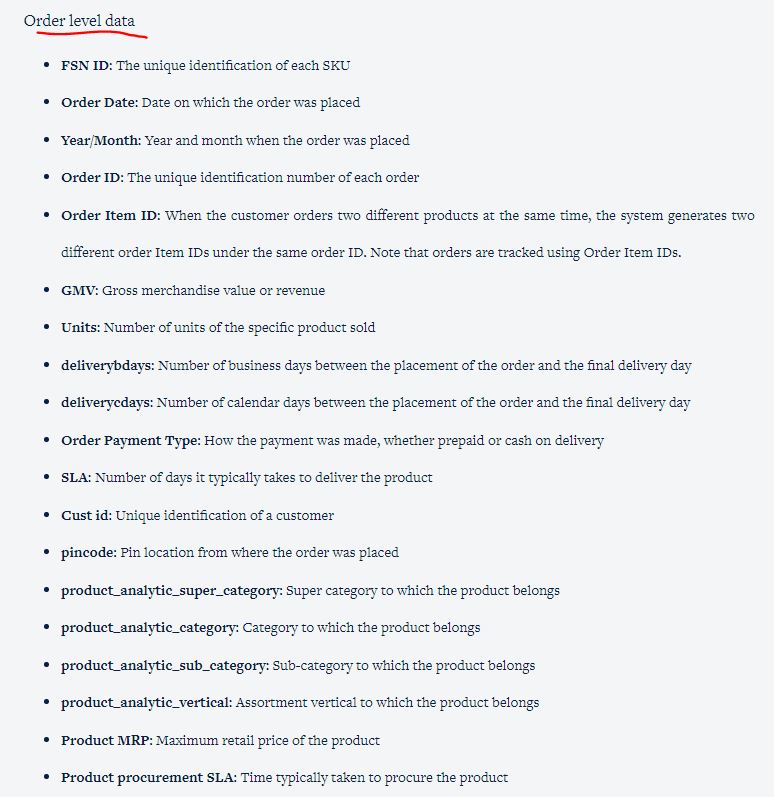 Order level data
• FSN ID: The unique identification of each SKU
• Order Date: Date on which the order was placed
• Year/Month: Year and month when the order was placed
• Order ID: The unique identification number of each order
• Order Item ID: When the customer orders two different products at the same time, the system generates two
different order Item IDs under the same order ID. Note that orders are tracked using Order Item IDs.
• GMV: Gross merchandise value or revenue
• Units: Number of units of the specific product sold
• deliverybdays: Number of business days between the placement of the order and the final delivery day
• deliverycdays: Number of calendar days between the placement of the order and the final delivery day
• Order Payment Type: How the payment was made, whether prepaid or cash on delivery
• SLA: Number of days it typically takes to deliver the product
• Cust id: Unique identification of a customer
• pincode: Pin location from where the order was placed
• product_analytic_super_category: Super category to which the product belongs
• product_analytic_category: Category to which the product belongs
• product_analytic_sub_category: Sub-category to which the product belongs
• product_analytic_vertical: Assortment vertical to which the product belongs
• Product MRP: Maximum retail price of the product
• Product procurement SLA: Time typically taken to procure the product